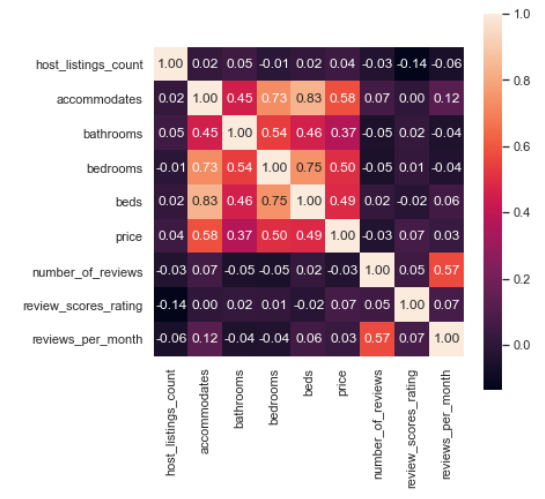 1.0
host_listings_count 1.00 0.02 0.05 -0.01 0.02 0.04 -0.03 -0.14 -0.06
accommodates 0.02 1.00 0.45 0.73 0.83 0.58 0.07 0.00 0.12
0.8
bathrooms 0.05 0.45 1.00 0.54 0.46 0.37 -0.05 0.02 -0.04
bedrooms -0.01 0.73 0.54 1.00 0.75 0.50 -0.05 0.01 -0.04
0.6
beds 0.02 0.83 0.46 0.75 1.00 0.49 0.02 -0.02 0.06
0.4
price 0.04 0.58 0.37 0.50 0.49 1.00 -0.03 0.07 0.03
number_of_reviews -0.03 0.07 -0.05 -0.05 0.02 -0.03 1.00 0.05 0.57
0.2
review_scores_rating -0.14 0.00 0.02 0.01 -0.02 0.07 0.05 1.00 0.07
reviews_per_month -0.06 0.12 -0.04 -0.04 0.06 0.03 0.57 0.07 1.00
0.0
host_listings_count
accommodates
bathrooms
bedrooms
beds
price
number_of_reviews
review_scores_rating
reviews_per_month